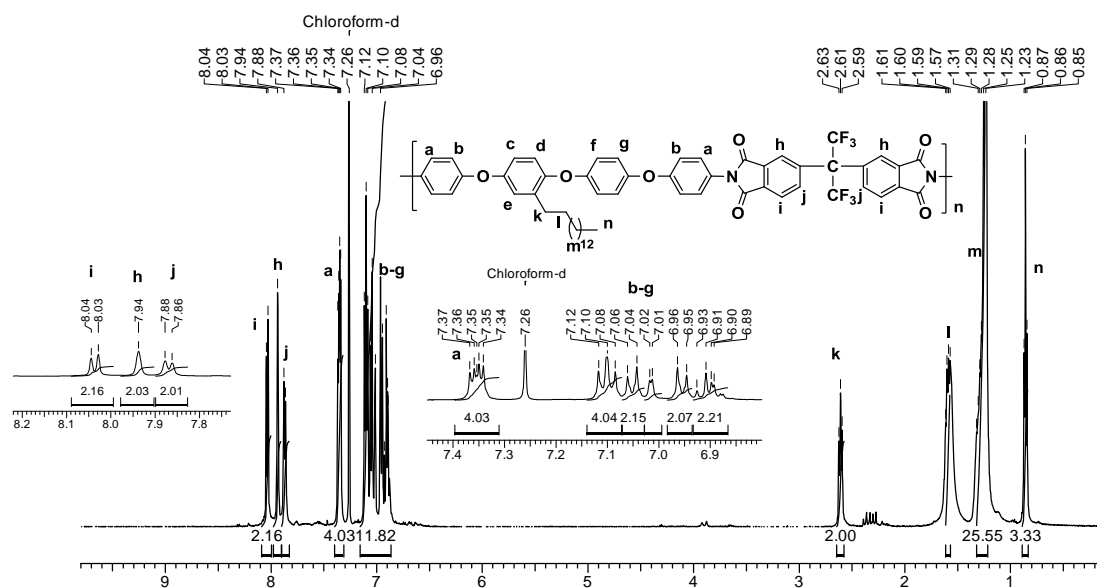 Chloroform-d
8.04 8.03 7.94 7.88 7.37 7.36 7.35 7.34 7.26 7.12 7.10 7.08 7.04 6.96
2.63 2.61 2.59 1.61 1.60 1.59 1.57 1.31 1.29 1.28 1.25 1.23 0.87 0.86 0.85
a b c d f g b a h CF3 h
O O O O O O
N N
e k l m12 n
O O CF3
i j j i n
i h j
8.04 8.03 7.94 7.88 7.86
2.16 2.03 2.01
8.2 8.1 8.0 7.9 7.8
i h j a b-g
Chloroform-d
b-g
7.37 7.36 7.35 7.35 7.34 7.26 7.12 7.10 7.08 7.06 7.04 7.02 7.01 6.96 6.95 6.93 6.91 6.90 6.89
a
4.03 4.04 2.15 2.07 2.21
7.4 7.3 7.2 7.1 7.0 6.9
k l m n
2.16 4.03 11.82 2.00 25.55 3.33
9 8 7 6 5 4 3 2 1